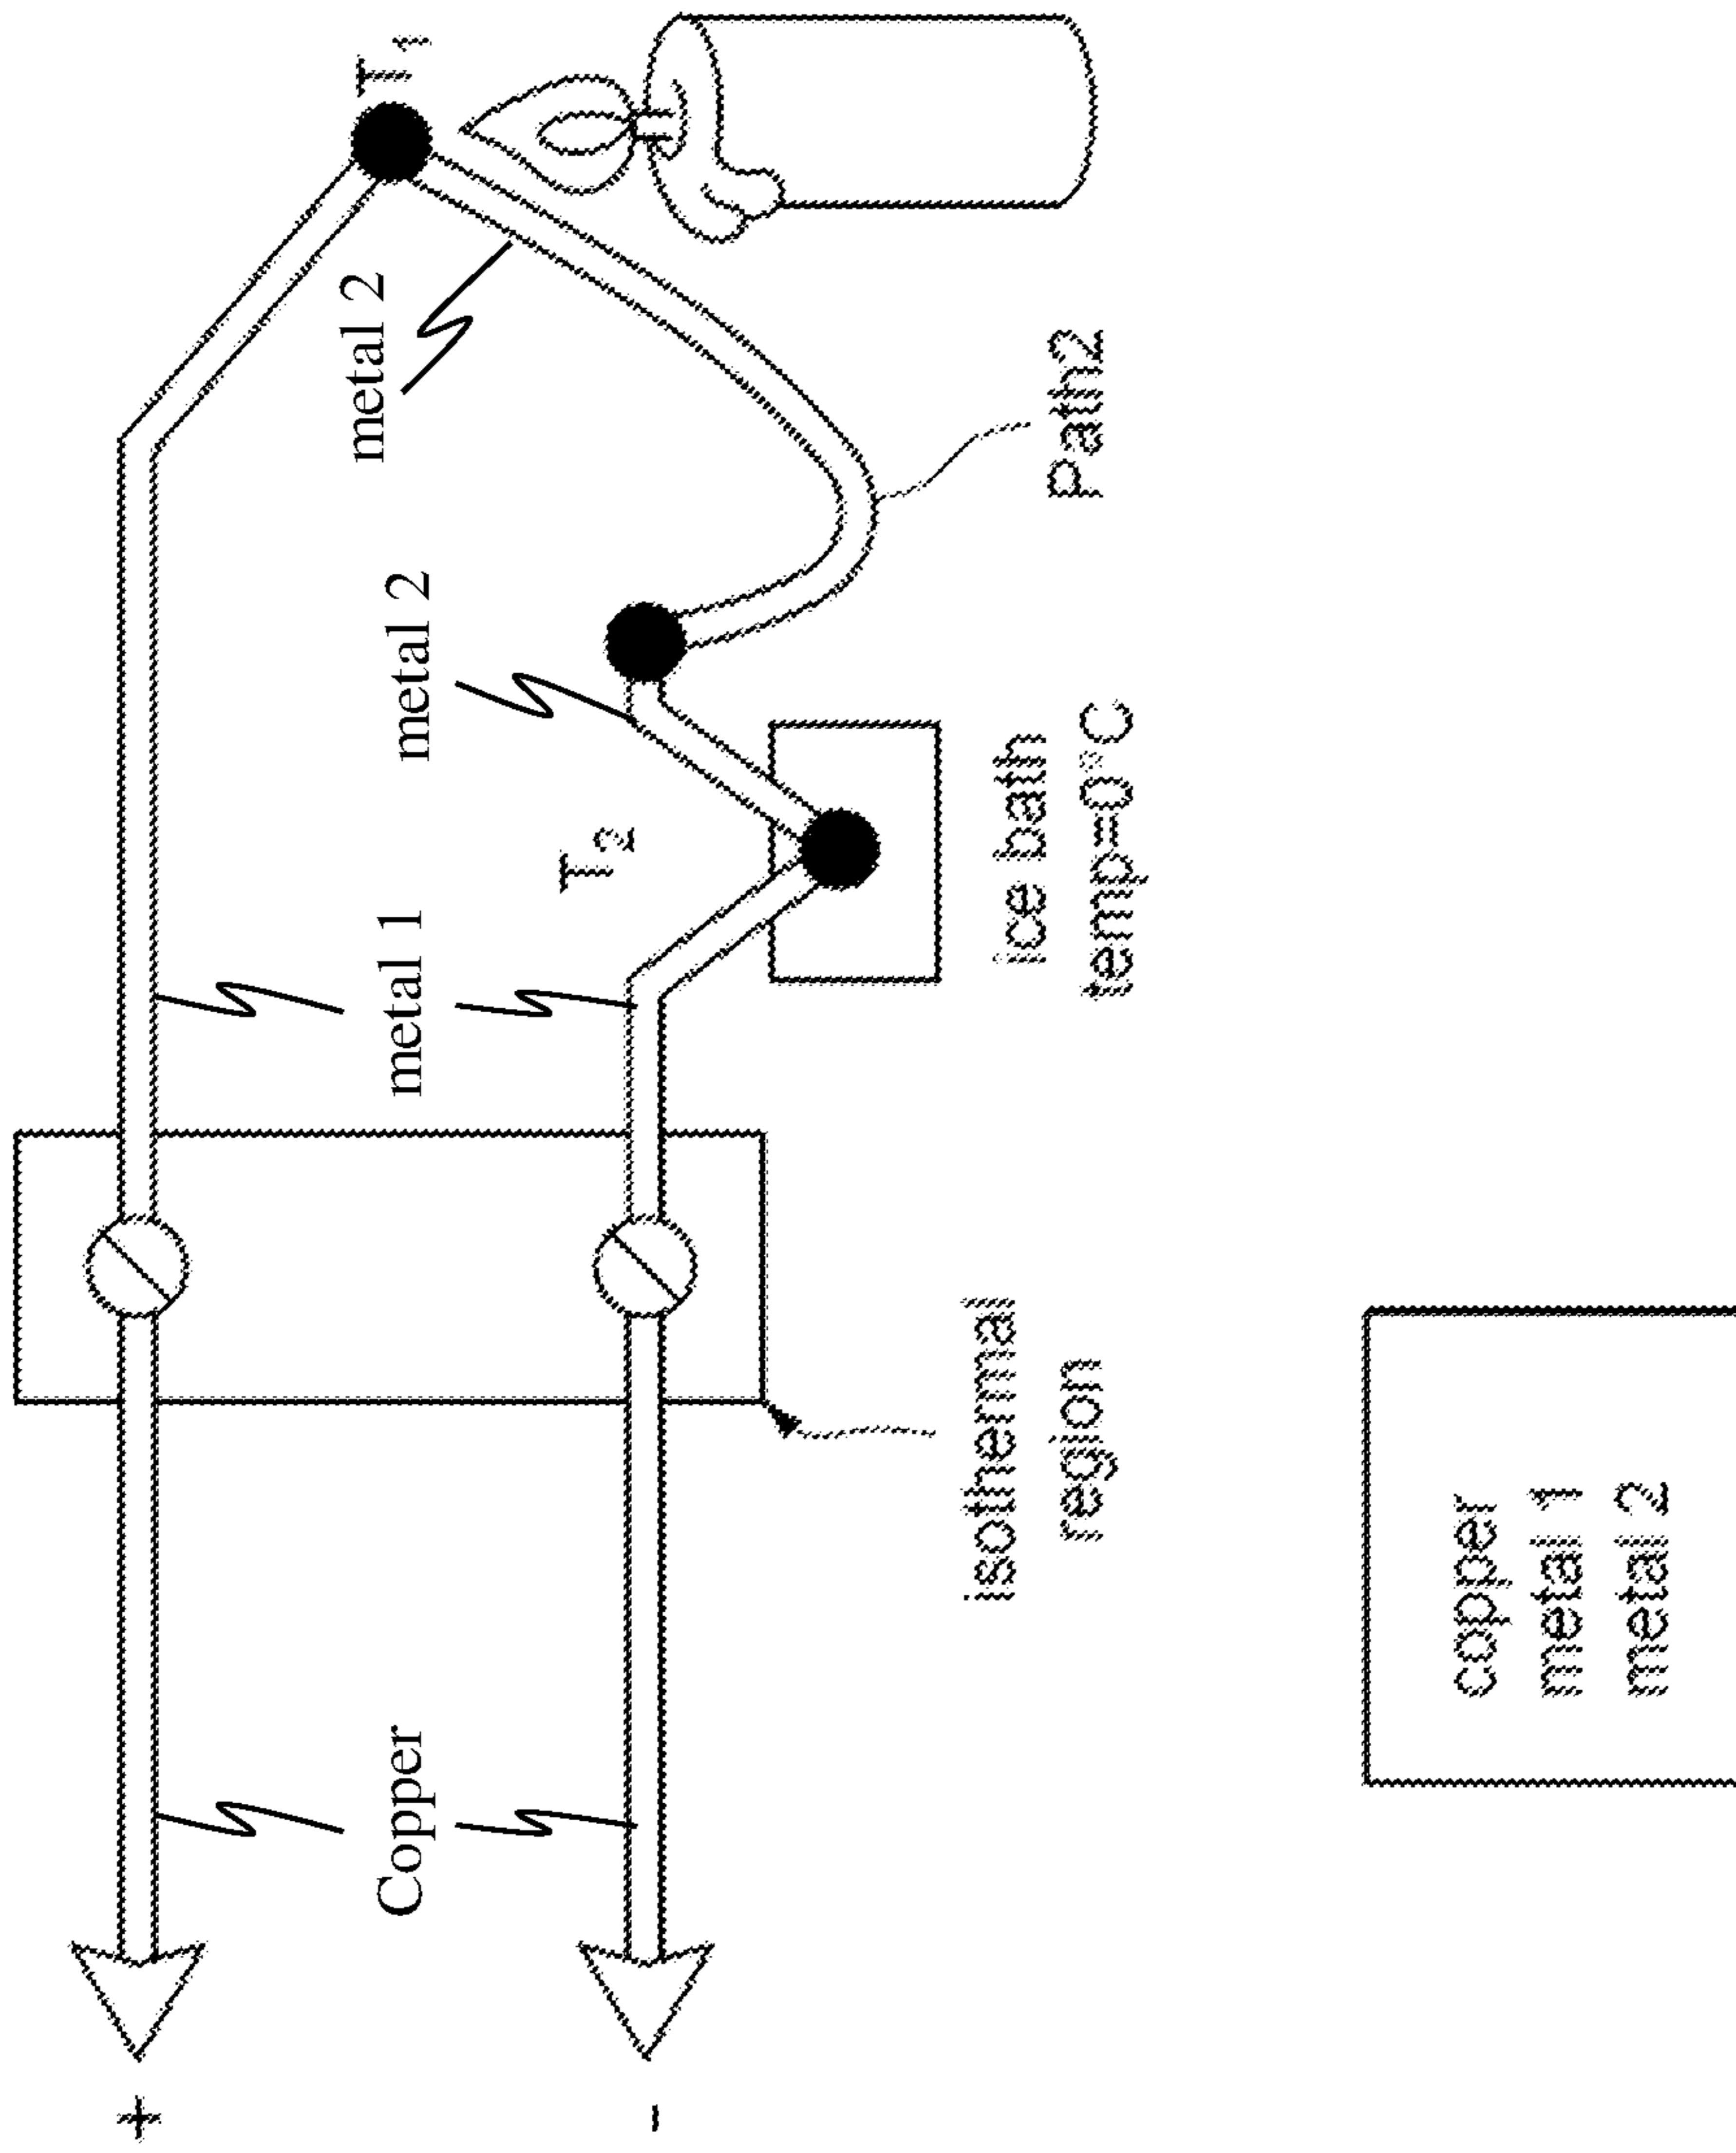 +
T1
metal 2
Copper
metal 1
metal 2
T2
-
isothemal
region
ice bath
temp=0°C
Path2
copper
metal 1
metal 2